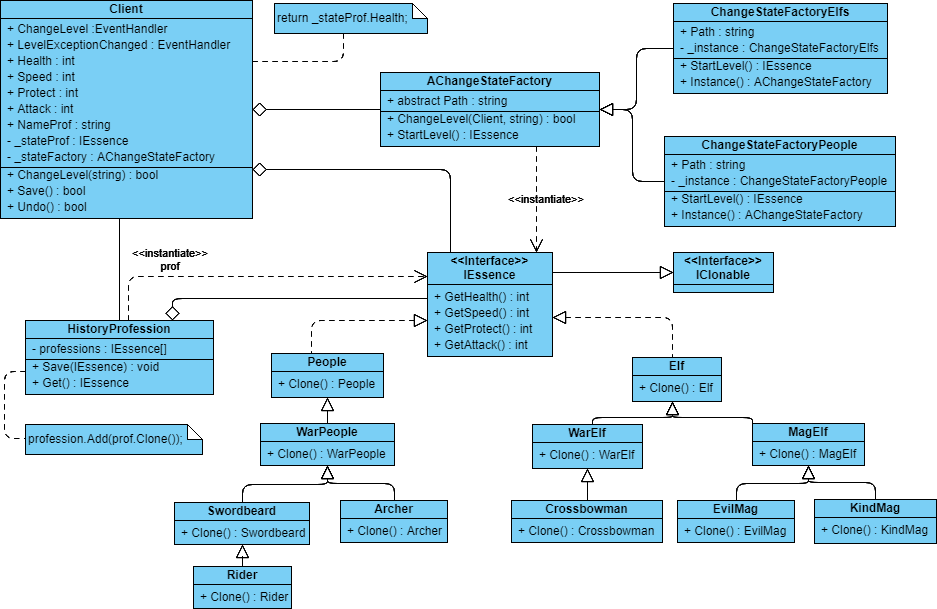 Client
+ ChangeLevel :EventHandler
+ LevelExceptionChanged : EventHandler
+ Health : int
+ Speed : int
+ Protect : int
+ Attack : int
+ NameProf : string
- _stateProf : IEssence
- _stateFactory : AChangeStateFactory
+ ChangeLevel(string) : bool
+ Save() : bool
+ Undo() : bool
return _stateProf.Health;
AChangeStateFactory
+ abstract Path : string
+ ChangeLevel(Client, string) : bool
+ StartLevel() : IEssence
ChangeStateFactoryElfs
+ Path : string
- _instance : ChangeStateFactoryElfs
+ StartLevel() : IEssence
+ Instance() : AChangeStateFactory
ChangeStateFactoryPeople
+ Path : string
- _instance : ChangeStateFactoryPeople
+ StartLevel() : IEssence
+ Instance() : AChangeStateFactory
<<instantiate>>
<<instantiate>>
prof
<<Interface>>
IEssence
+ GetHealth() : int
+ GetSpeed() : int
+ GetProtect() : int
+ GetAttack() : int
<<Interface>>
IClonable
HistoryProfession
- professions : IEssence[]
+ Save(IEssence) : void
+ Get() : IEssence
profession.Add(prof.Clone());
People
+ Clone() : People
Elf
+ Clone() : Elf
WarPeople
+ Clone() : WarPeople
WarElf
+ Clone() : WarElf
MagElf
+ Clone() : MagElf
Swordbeard
+ Clone() : Swordbeard
Archer
+ Clone() : Archer
Crossbowman
+ Clone() : Crossbowman
EvilMag
+ Clone() : EvilMag
KindMag
+ Clone() : KindMag
Rider
+ Clone() : Rider